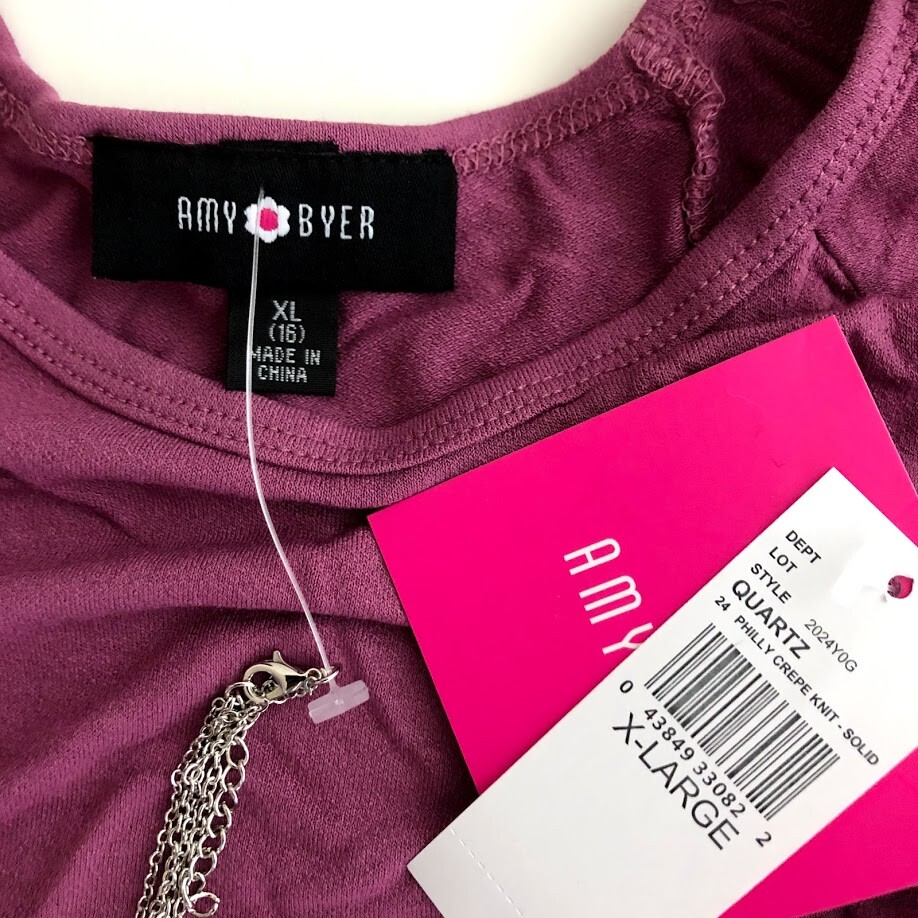 AMY BYER
XL
(16)
MADE IN
CHINA
AMY
DEPT
LOT
STYLE 2024Y0G
QUARTZ
24 PHILLY CREPE KNIT - SOLID
0 43849 33082 2
X-LARGE